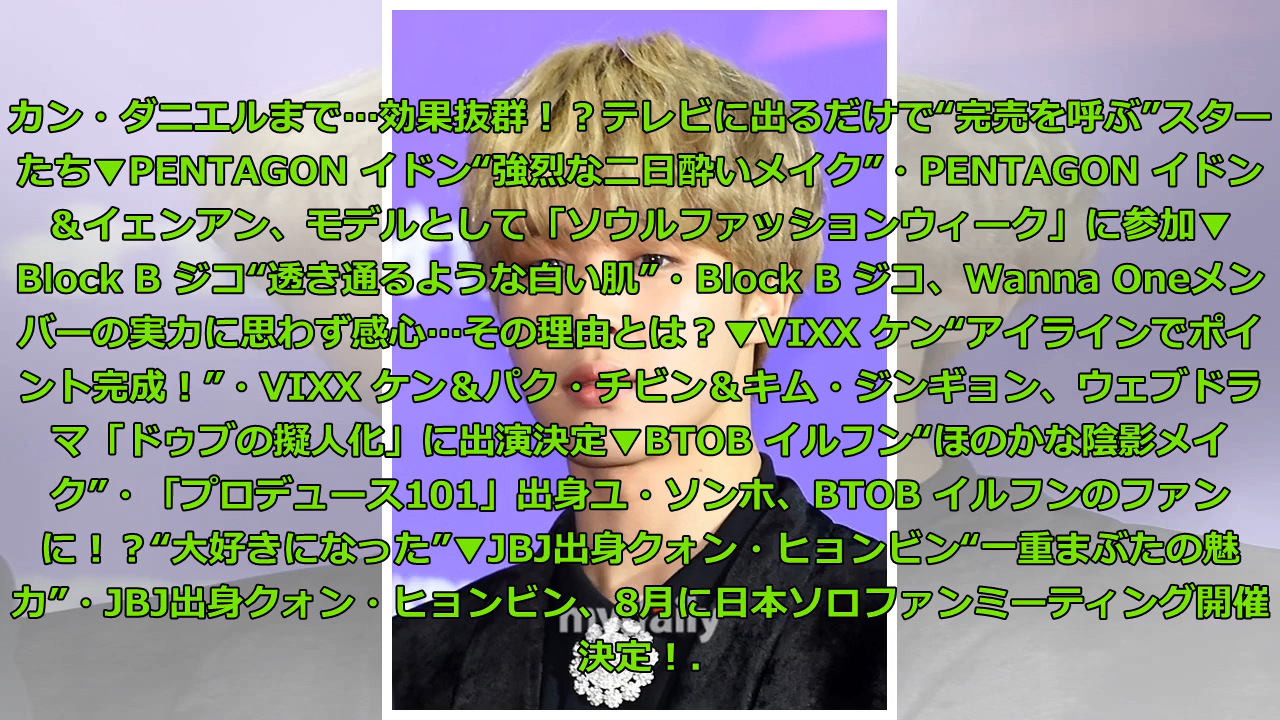 カン・ダニエルまで…効果抜群！？テレビに出るだけで“完売を呼ぶ”スター
たち▼PENTAGON イドン“強烈な二日酔いメイク”・PENTAGON イドン
＆イェンアン、モデルとして「ソウルファッションウィーク」に参加▼
Block B ジコ“透き通るような白い肌”・Block B ジコ、Wanna Oneメン
バーの実力に思わず感心…その理由とは？▼VIXX ケン“アイラインでポイ
ント完成！”・VIXX ケン＆パク・チビン＆キム・ジンギョン、ウェブドラ
マ「ドゥブの擬人化」に出演決定▼BTOB イルフン“ほのかな陰影メイ
ク”・「プロデュース101」出身ユ・ソンホ、BTOB イルフンのファン
に！？“大好きになった”▼JBJ出身クォン・ヒョンビン“一重まぶたの魅
力”・JBJ出身クォン・ヒョンビン、8月に日本ソロファンミーティング開催
決定！.